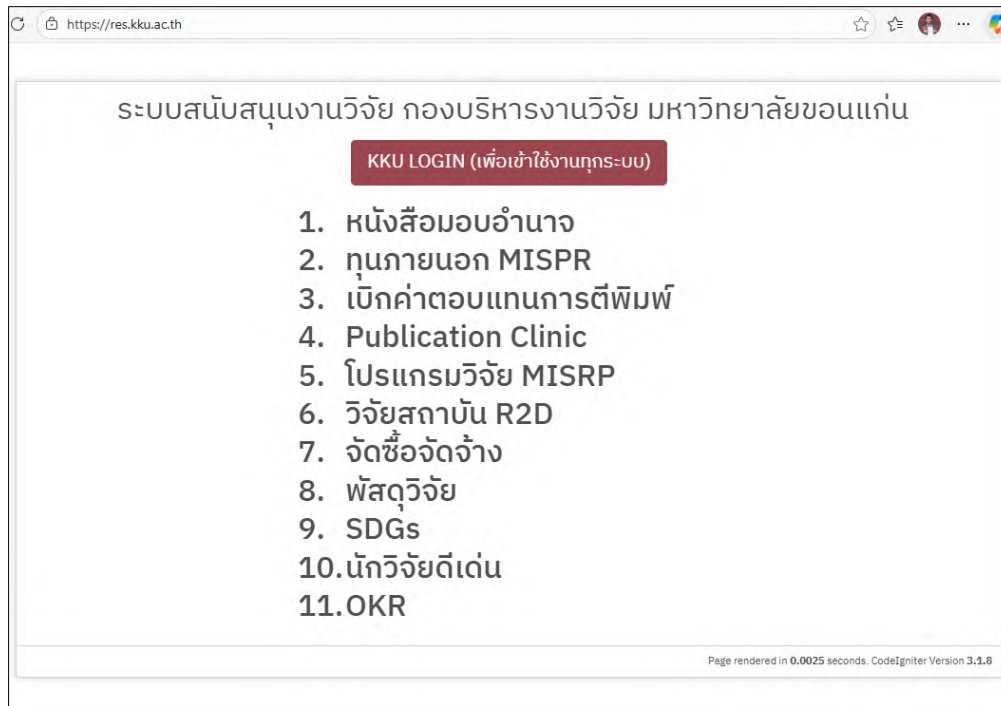 https://res.kku.ac.th
ระบบสนับสนุนงานวิจัย กองบริหารงานวิจัย มหาวิทยาลัยขอนแก่น
KKU LOGIN (เพื่อเข้าใช้งานทุกระบบ)
1. หนังสือมอบอำนาจ
2. ทุนภายนอก MISPR
3. เบิกค่าตอบแทนการตีพิมพ์
4. Publication Clinic
5. โปรแกรมวิจัย MISRP
6. วิจัยสถาบัน R2D
7. จัดซื้อจัดจ้าง
8. พัสดุวิจัย
9. SDGs
10. นักวิจัยดีเด่น
11. OKR
Page rendered in 0.0025 seconds. CodeIgniter Version 3.1.8